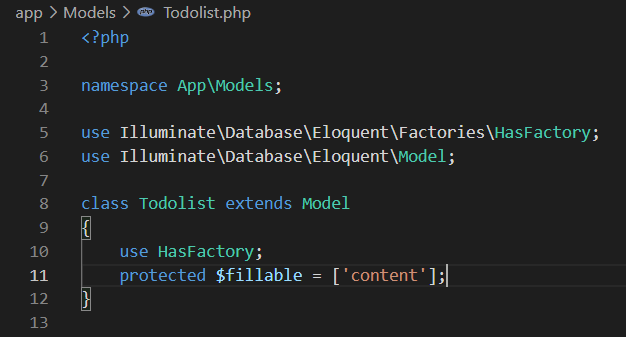 app > Models > Todolist.php
1 <?php
2
3 namespace App\Models;
4
5 use Illuminate\Database\Eloquent\Factories\HasFactory;
6 use Illuminate\Database\Eloquent\Model;
7
8 class Todolist extends Model
9 {
10 use HasFactory;
11 protected $fillable = ['content'];
12 }
13